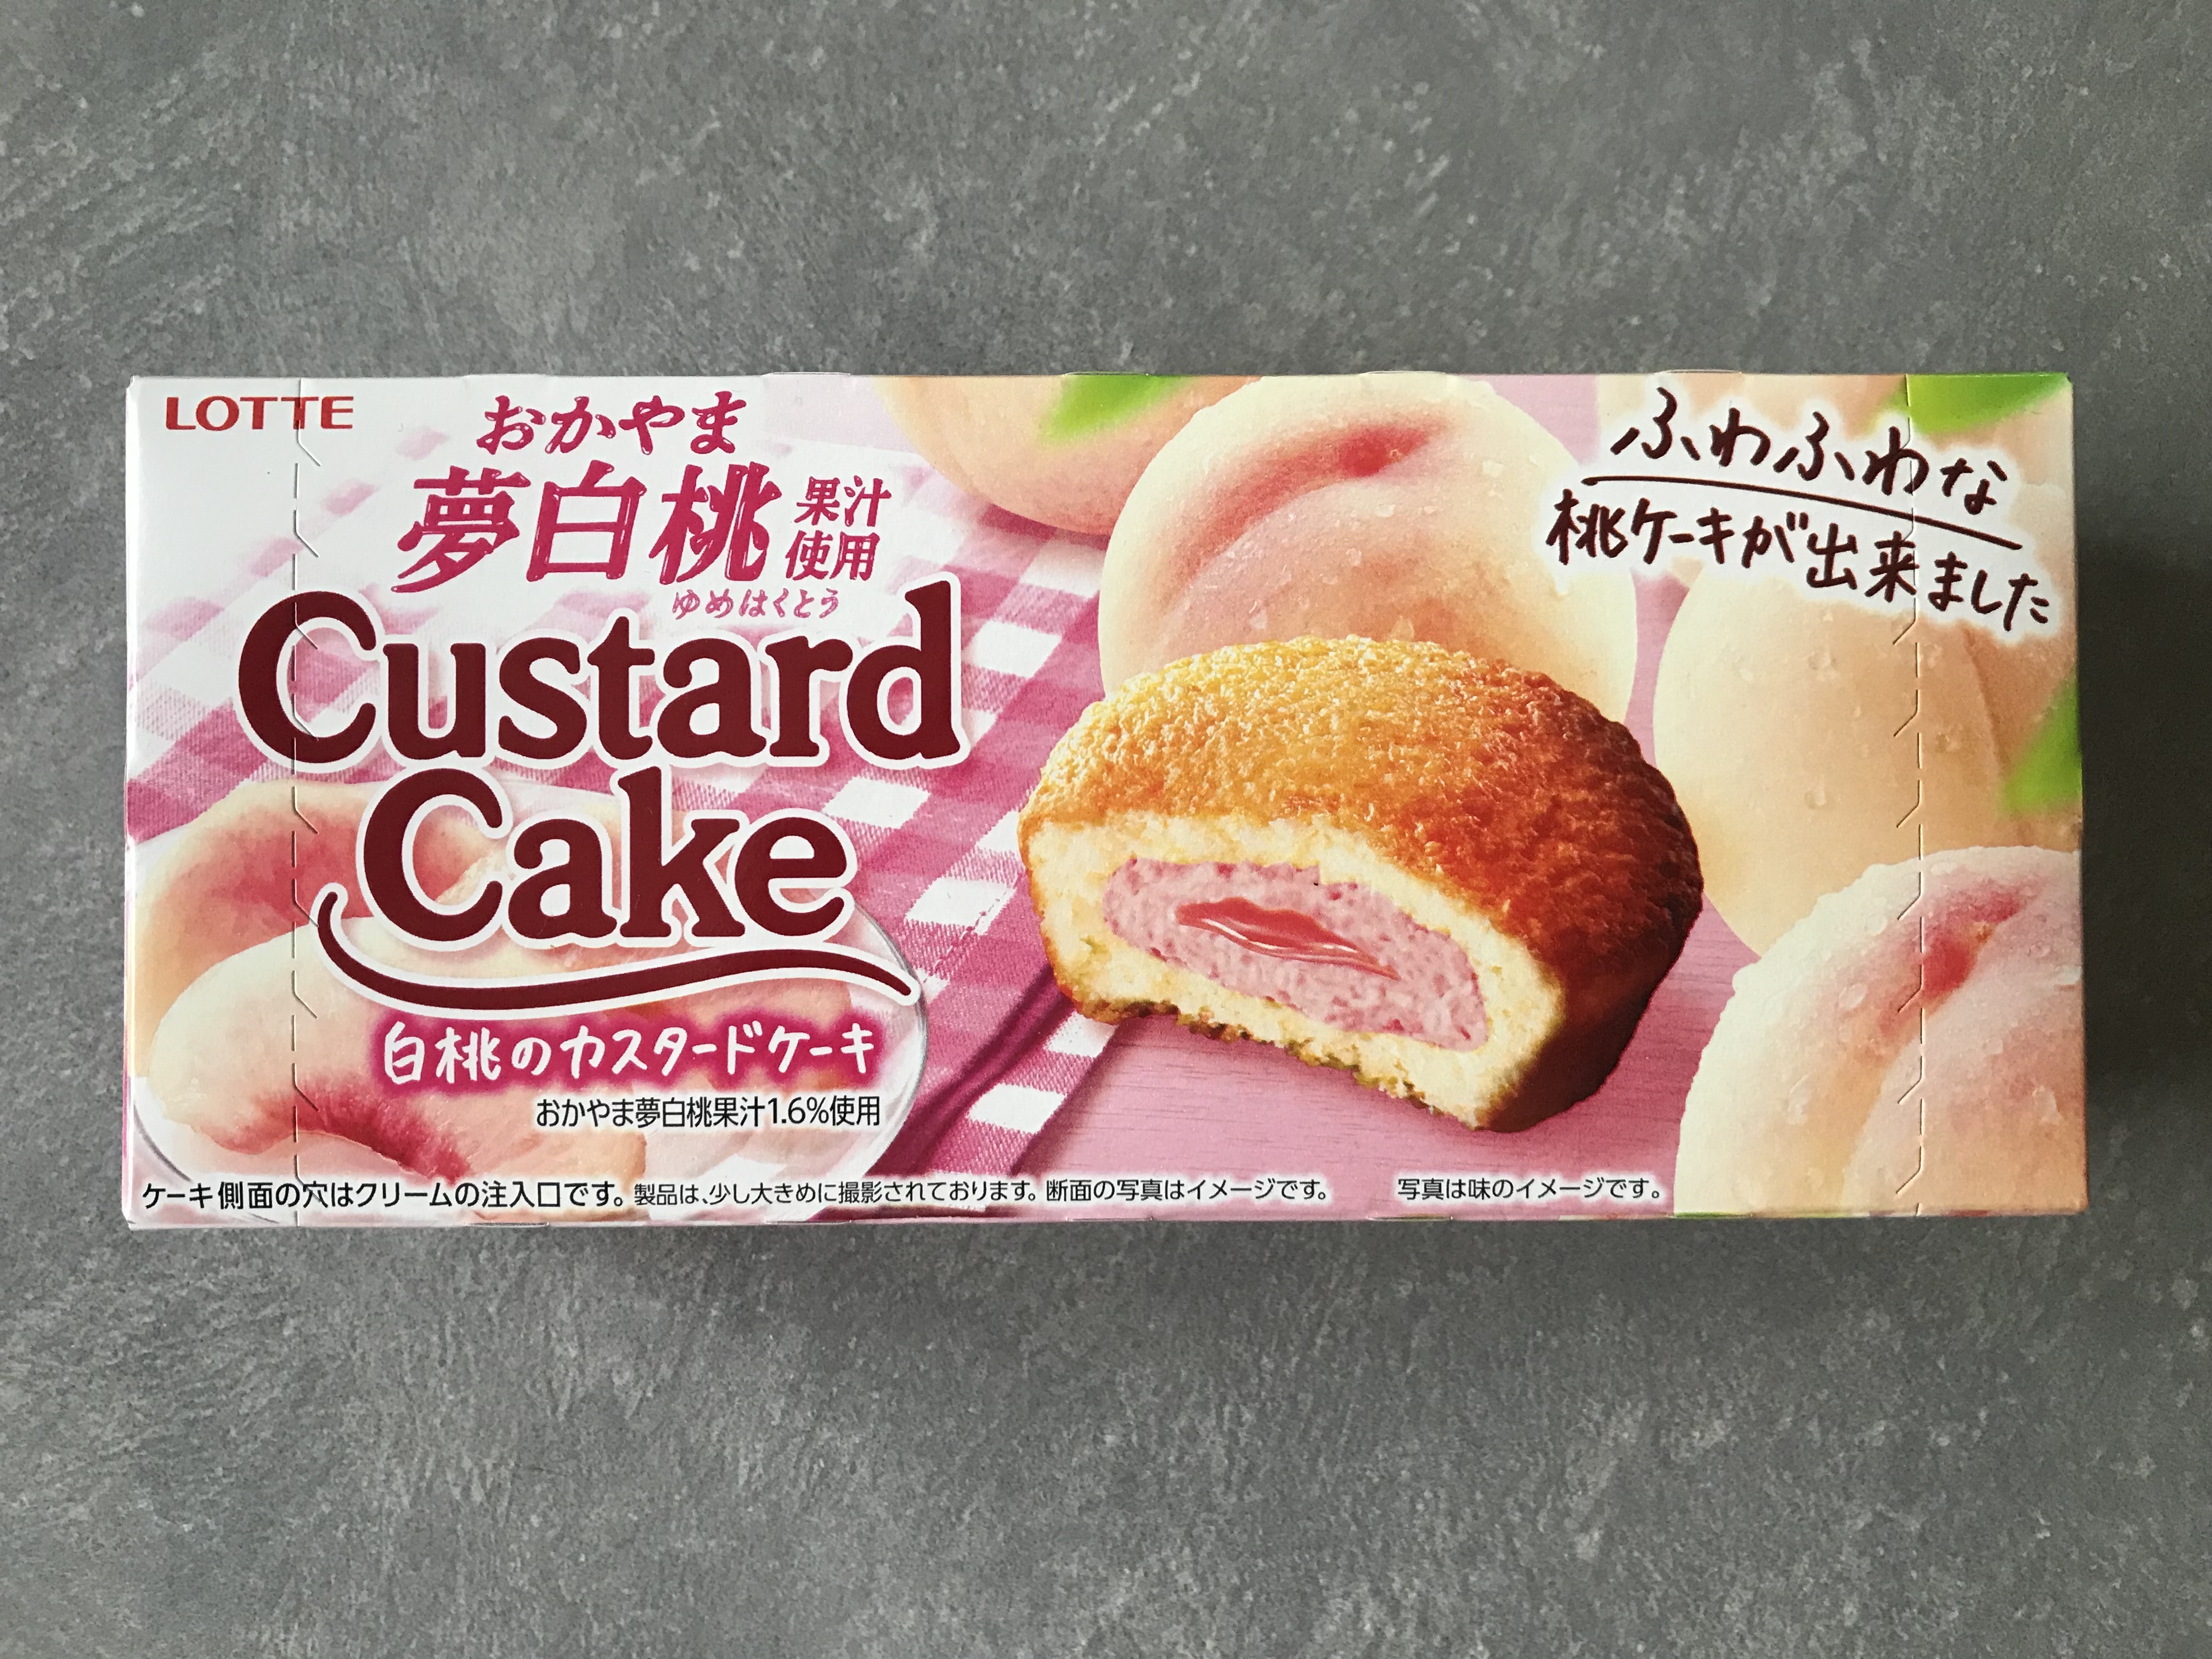 LOTTE
おかやま
夢白桃
果汁
使用
ゆめはくとう
Custard
Cake
白桃のカスタードケーキ
おかやま夢白桃果汁1.6%使用
ふわふわな
桃ケーキが出来ました
ケーキ側面の穴はクリームの注入口です。製品は、少し大きめに撮影されております。断面の写真はイメージです。 写真は味のイメージです。